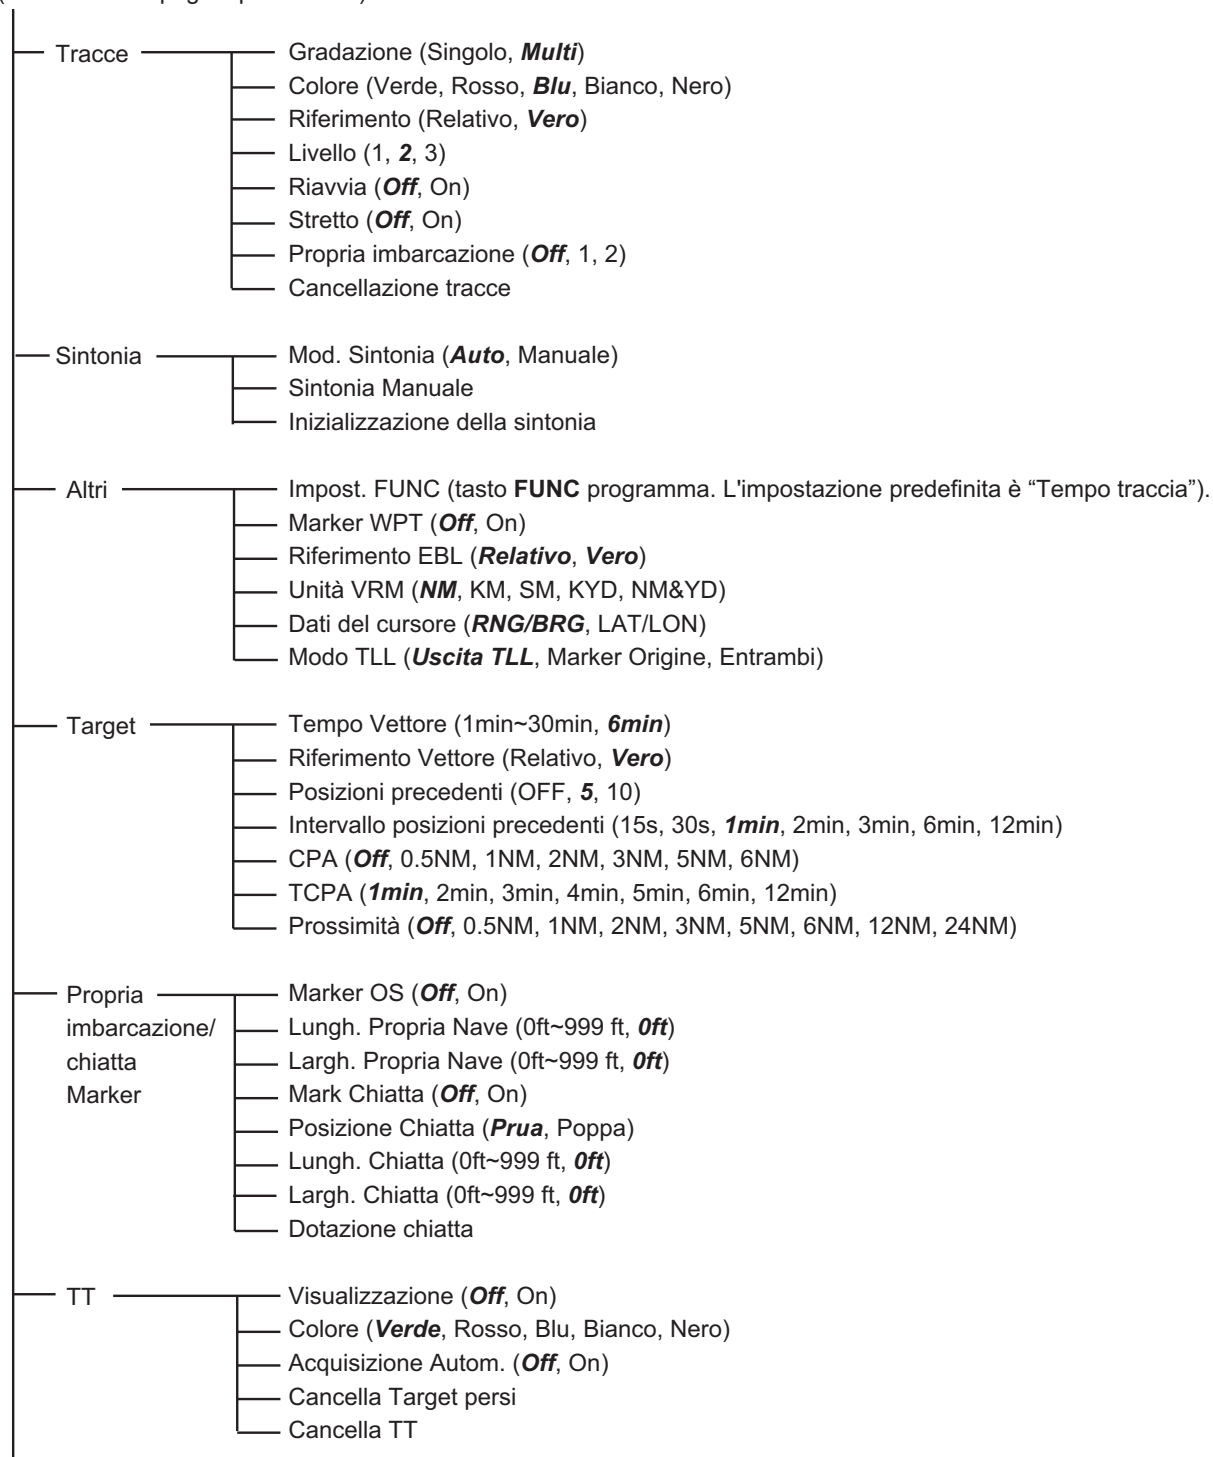 Tracce
Gradazione (Singolo, Multi)
Colore (Verde, Rosso, Blu, Bianco, Nero)
Riferimento (Relativo, Vero)
Livello (1, 2, 3)
Riavvia (Off, On)
Stretto (Off, On)
Propria imbarcazione (Off, 1, 2)
Cancellazione tracce
Sintonia
Mod. Sintonia (Auto, Manuale)
Sintonia Manuale
Inizializzazione della sintonia
Altri
Impost. FUNC (tasto FUNC programma. L'impostazione predefinita è “Tempo traccia”).
Marker WPT (Off, On)
Riferimento EBL (Relativo, Vero)
Unità VRM (NM, KM, SM, KYD, NM&YD)
Dati del cursore (RNG/BRG, LAT/LON)
Modo TLL (Uscita TLL, Marker Origine, Entrambi)
Target
Tempo Vettore (1min~30min, 6min)
Riferimento Vettore (Relativo, Vero)
Posizioni precedenti (OFF, 5, 10)
Intervallo posizioni precedenti (15s, 30s, 1min, 2min, 3min, 6min, 12min)
CPA (Off, 0.5NM, 1NM, 2NM, 3NM, 5NM, 6NM)
TCPA (1min, 2min, 3min, 4min, 5min, 6min, 12min)
Prossimità (Off, 0.5NM, 1NM, 2NM, 3NM, 5NM, 6NM, 12NM, 24NM)
Propria
imbarcazione/
chiatta
Marker
Marker OS (Off, On)
Lungh. Propria Nave (0ft~999 ft, 0ft)
Largh. Propria Nave (0ft~999 ft, 0ft)
Mark Chiatta (Off, On)
Posizione Chiatta (Prua, Poppa)
Lungh. Chiatta (0ft~999 ft, 0ft)
Largh. Chiatta (0ft~999 ft, 0ft)
Dotazione chiatta
TT
Visualizzazione (Off, On)
Colore (Verde, Rosso, Blu, Bianco, Nero)
Acquisizione Autom. (Off, On)
Cancella Target persi
Cancella TT